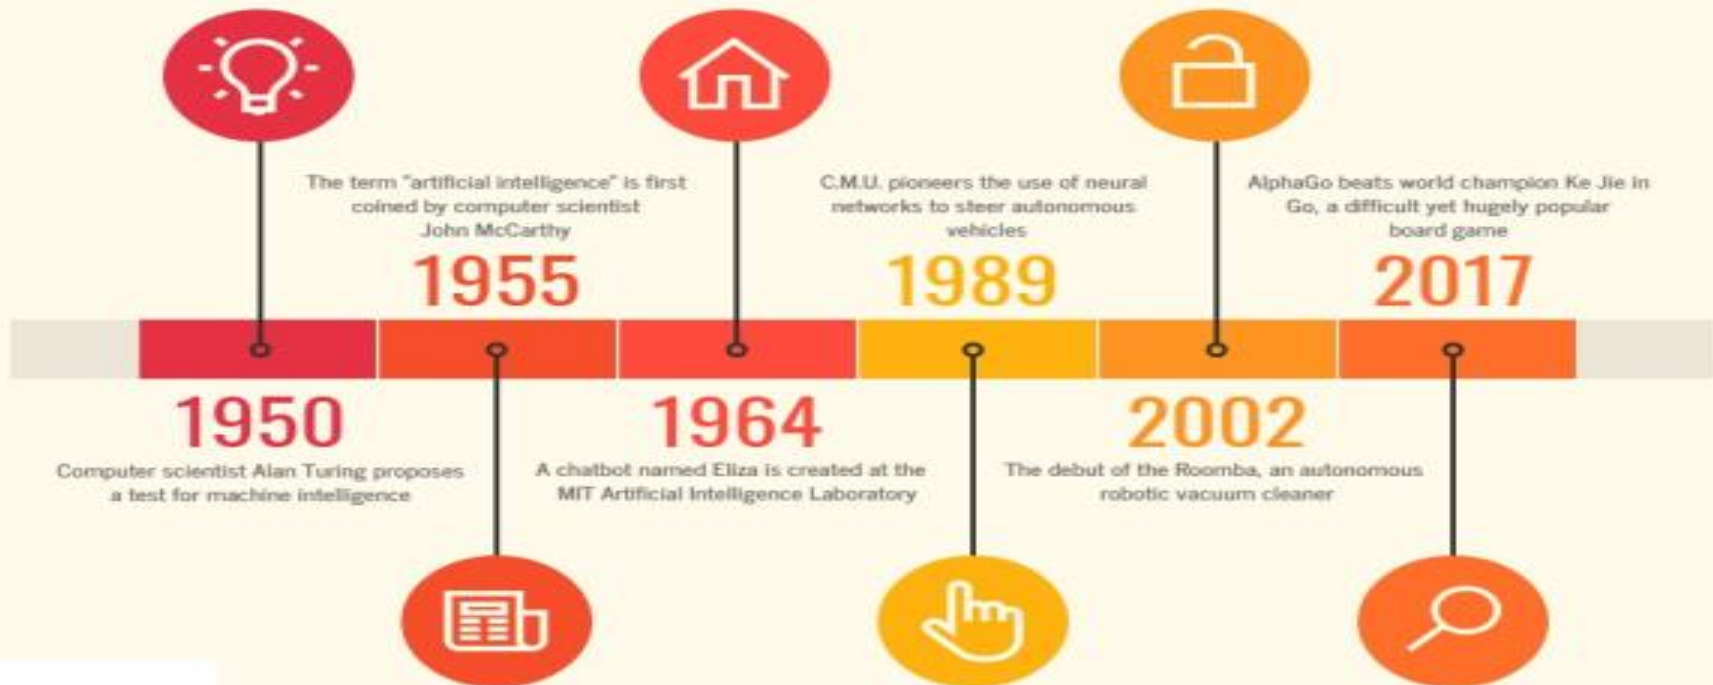 1950
Computer scientist Alan Turing proposes
a test for machine intelligence
The term "artificial intelligence" is first
coined by computer scientist
John McCarthy
1955
1964
A chatbot named Eliza is created at the
MIT Artificial Intelligence Laboratory
C.M.U. pioneers the use of neural
networks to steer autonomous
vehicles
1989
2002
The debut of the Roomba, an autonomous
robotic vacuum cleaner
AlphaGo beats world champion Ke Jie in
Go, a difficult yet hugely popular
board game
2017